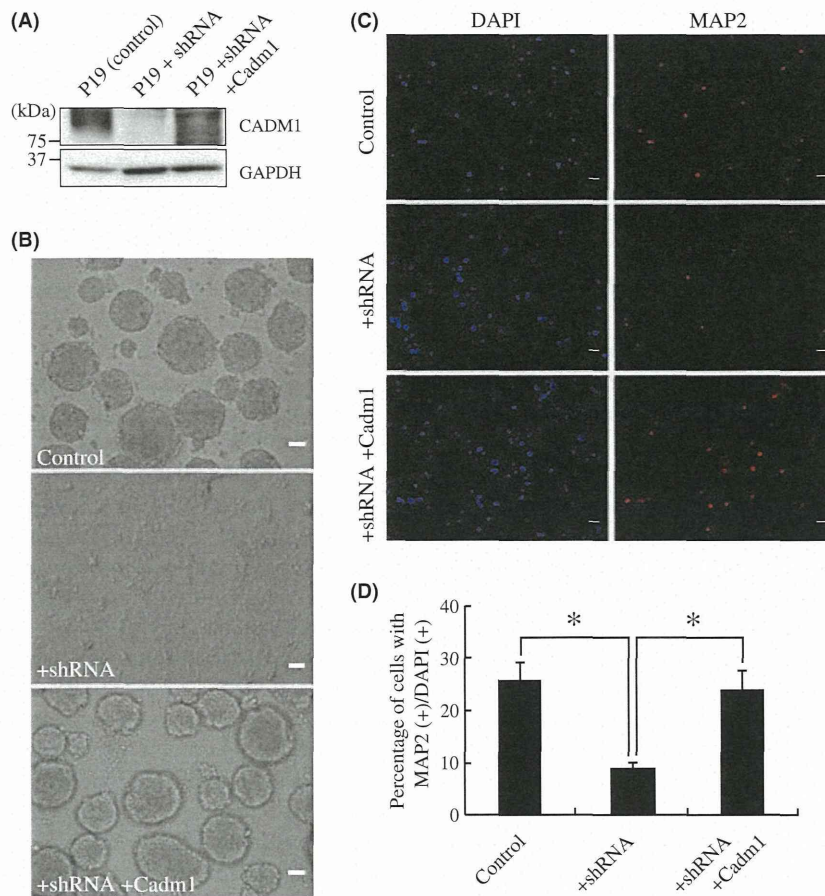 (A)
P19 (control)
P19 + shRNA
P19 +shRNA
+Cadm1
(kDa)
75
37
CADM1
GAPDH
(B)
Control
+shRNA
+shRNA +Cadm1
(C)
DAPI
MAP2
Control
+shRNA
+shRNA +Cadm1
(D)
Percentage of cells with
MAP2 (+)/DAPI (+)
40
30
20
10
0
*
*
Control
+shRNA
+shRNA
+Cadm1